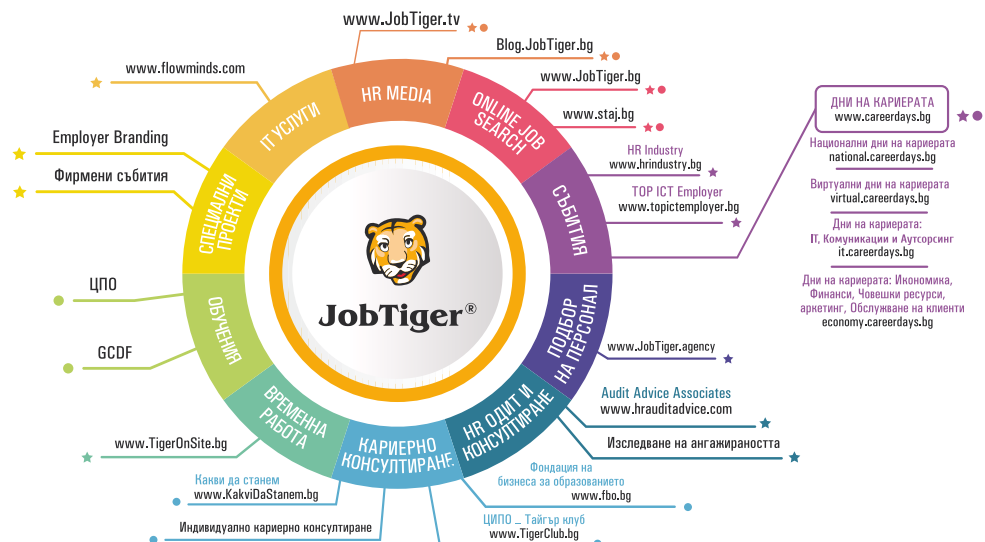 www.JobTiger.tv
Blog.JobTiger.bg
www.flowminds.com
www.JobTiger.bg
www.staj.bg
Employer Branding
Фирмени събития
HR Industry
www.hrindustry.bg
TOP ICT Employer
www.topictemployer.bg
ДНИ НА КАРИЕРАТА
www.careerdays.bg
Национални дни на кариерата
national.careerdays.bg
Виртуални дни на кариерата
virtual.careerdays.bg
Дни на кариерата:
IT, Комуникации и Аутсорсинг
it.careerdays.bg
Дни на кариерата: Икономика,
Финанси, Човешки ресурси,
аркетинг, Обслужване на клиенти
economy.careerdays.bg
HR MEDIA
ONLINE JOB
SEARCH
СЪБИТИЯ
ПОДБОР
НА ПЕРСОНАЛ
HR ОДИТ И
КОНСУЛТИРАНЕ
КАРИЕРНО
КОНСУЛТИРАНЕ.
ВРЕМЕННА
РАБОТА
ОБУЧЕНИЯ
СПЕЦИАЛНИ
ПРОЕКТИ
IT УСЛУГИ
JobTiger®
ЦПО
GCDF
www.JobTiger.agency
Audit Advice Associates
www.hrauditadvice.com
Изследване на ангажираността
www.TigerOnSite.bg
Какви да станем
www.KakviDaStanem.bg
Индивидуално кариерно консултиране
Фондация на
бизнеса за образованието
www.fbo.bg
ЦИПО _ Тайгър клуб
www.TigerClub.bg